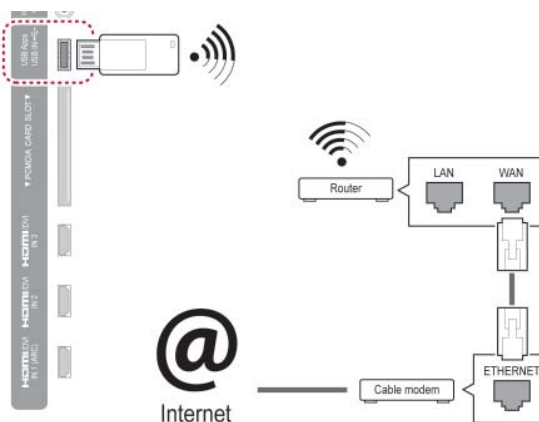 USB Apps
USB IN
▼ PCMCIA CARD SLOT ▼
HDMI/DVI
IN 3
HDMI/DVI
IN 2
HDMI/DVI
IN 1 (ARC)
Router
LAN
WAN
ETHERNET
Cable modem
@
Internet